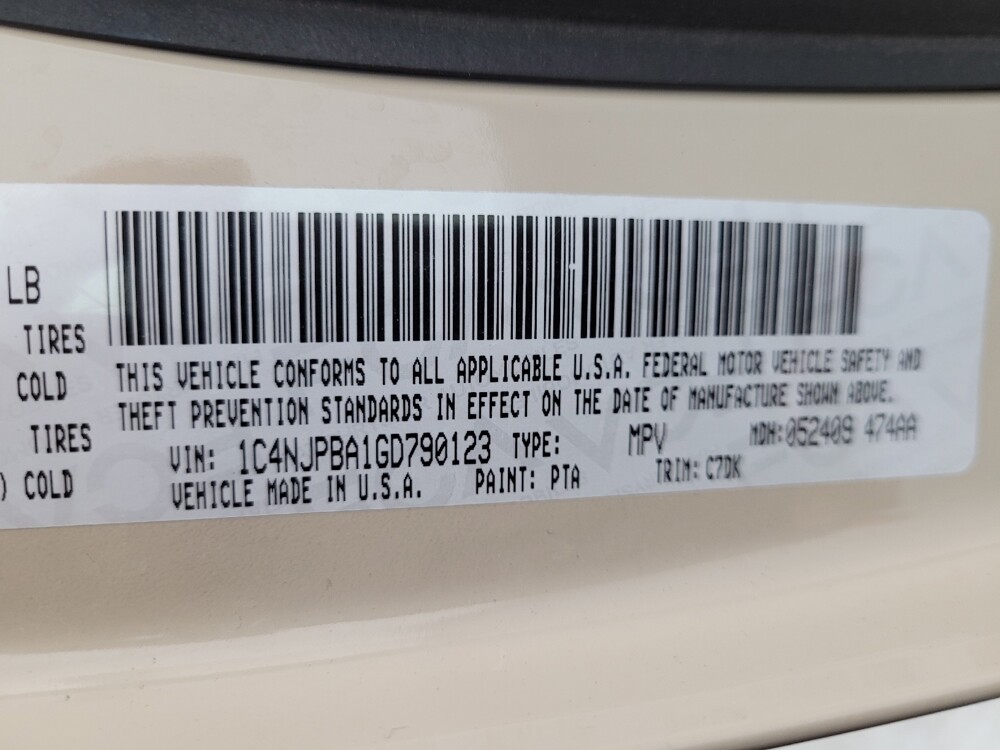 LB
TIRES
COLD
TIRES
) COLD
THIS VEHICLE CONFORMS TO ALL APPLICABLE U.S.A. FEDERAL MOTOR VEHICLE SAFETY AND
THEFT PREVENTION STANDARDS IN EFFECT ON THE DATE OF MANUFACTURE SHOWN ABOVE.
VIN: 1C4NJPBA1GD790123 TYPE: MPV MDH:052409 474AA
VEHICLE MADE IN U.S.A. PAINT: PTA TRIM: C7DK